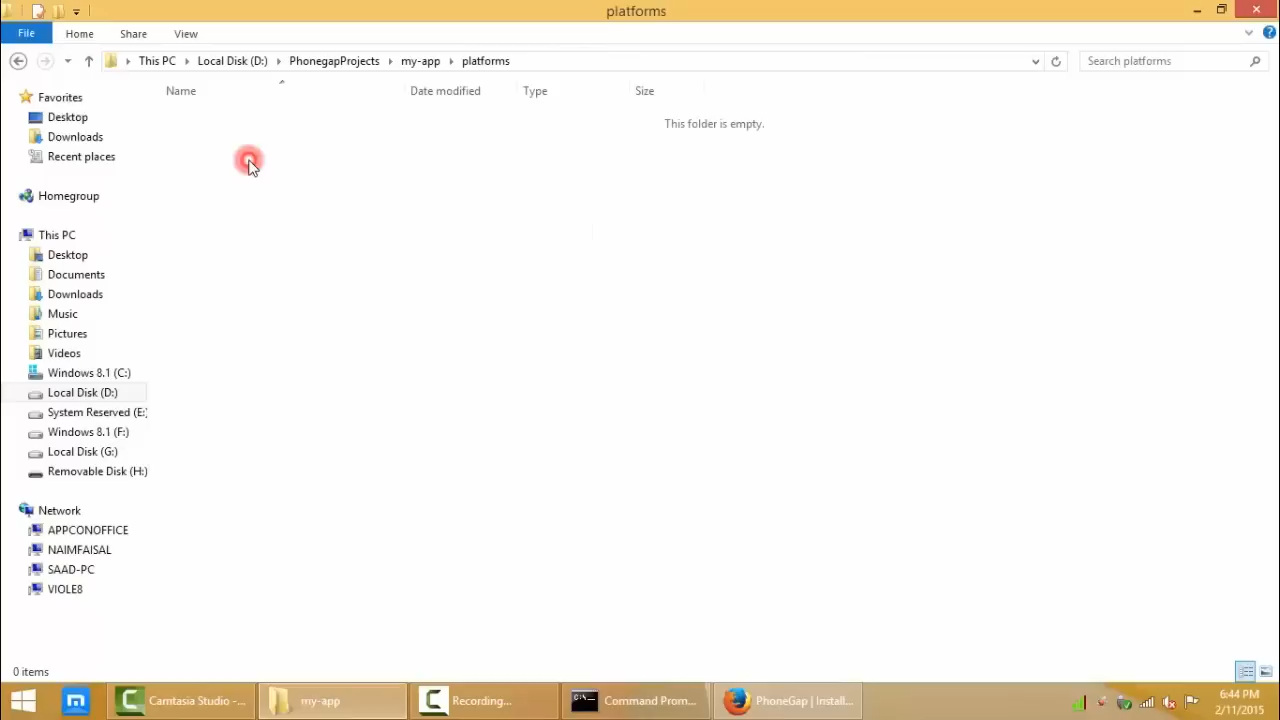 platforms
File
Home
Share
View
This PC
Local Disk (D:)
PhonegapProjects
my-app
platforms
Search platforms
Name
Date modified
Type
Size
This folder is empty.
Favorites
Desktop
Downloads
Recent places
Homegroup
This PC
Desktop
Documents
Downloads
Music
Pictures
Videos
Windows 8.1 (C:)
Local Disk (D:)
System Reserved (E:)
Windows 8.1 (F:)
Local Disk (G:)
Removable Disk (H:)
Network
APPCONOFFICE
NAIMFAISAL
SAAD-PC
VIOLE8
0 items
Camtasia Studio -...
my-app
Recording...
Command Prom...
PhoneGap | Install...
6:44 PM
2/11/2015